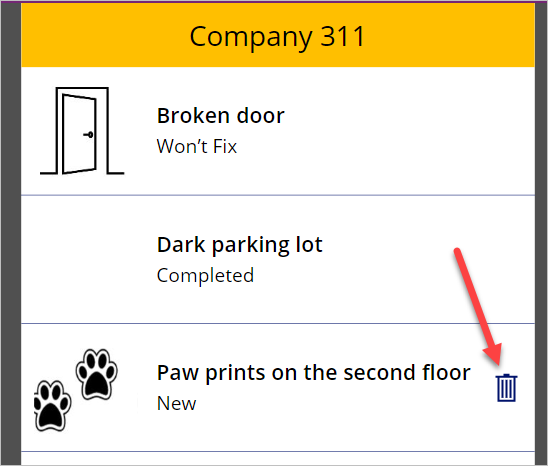 Company 311
Broken door
Won’t Fix
Dark parking lot
Completed
Paw prints on the second floor
New